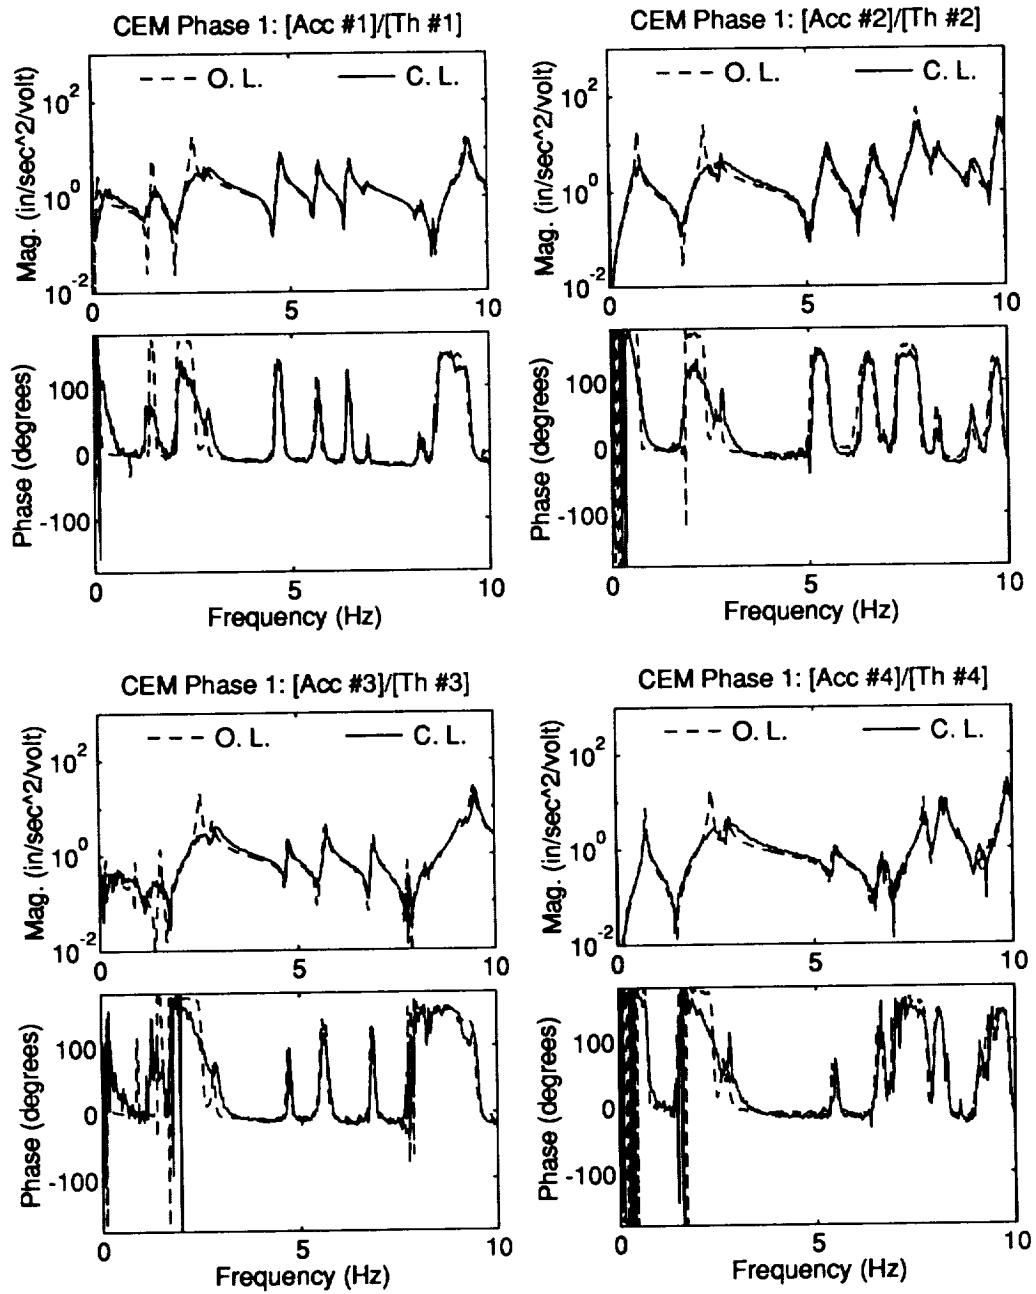 CEM Phase 1: [Acc #1]/[Th #1]
O. L.
C. L.
Mag. (in/sec^2/volt)
10^2
10^0
10^-2
0
5
10
Phase (degrees)
100
0
-100
0
5
10
Frequency (Hz)
CEM Phase 1: [Acc #2]/[Th #2]
O. L.
C. L.
Mag. (in/sec^2/volt)
10^2
10^0
10^-2
0
5
10
Phase (degrees)
100
0
-100
0
5
10
Frequency (Hz)
CEM Phase 1: [Acc #3]/[Th #3]
O. L.
C. L.
Mag. (in/sec^2/volt)
10^2
10^0
10^-2
0
5
10
Phase (degrees)
100
0
-100
0
5
10
Frequency (Hz)
CEM Phase 1: [Acc #4]/[Th #4]
O. L.
C. L.
Mag. (in/sec^2/volt)
10^2
10^0
10^-2
0
5
10
Phase (degrees)
100
0
-100
0
5
10
Frequency (Hz)